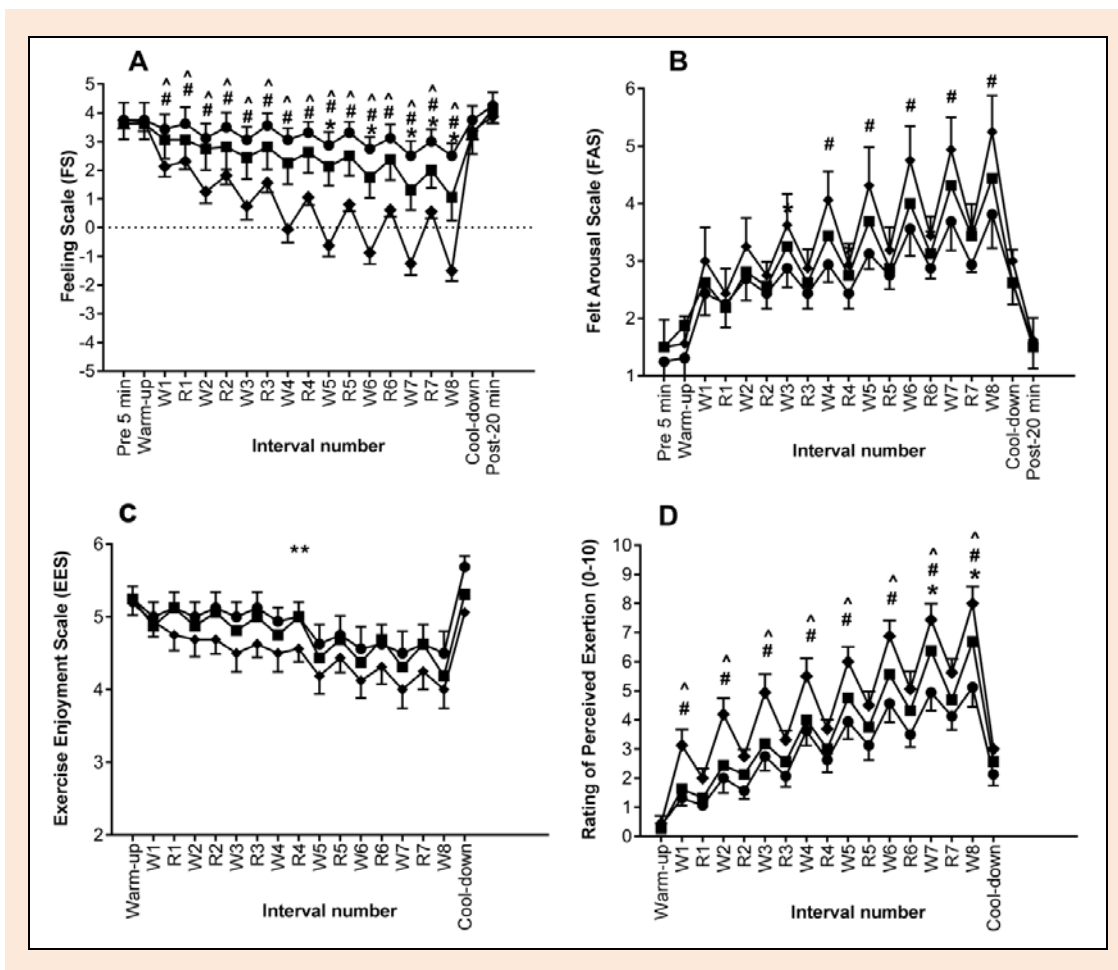 A
Feeling Scale (FS)
5
4
3
2
1
0
-1
-2
-3
-4
-5
^ ^ ^ ^ ^ ^ ^ ^ ^ ^ ^ ^ ^ ^ ^
# # # # # # # # # # # # # # #
* * * * *
Pre 5 min
Warm-up
W1
R1
W2
R2
W3
R3
W4
R4
W5
R5
W6
R6
W7
R7
W8
Cool-down
Post-20 min
Interval number
B
Felt Arousal Scale (FAS)
6
5
4
3
2
1
# # # # #
* *
Pre 5 min
Warm-up
W1
R1
W2
R2
W3
R3
W4
R4
W5
R5
W6
R6
W7
R7
W8
Cool-down
Post-20 min
Interval number
C
Exercise Enjoyment Scale (EES)
6
5
4
3
2
**
Warm-up
W1
R1
W2
R2
W3
R3
W4
R4
W5
R5
W6
R6
W7
R7
W8
Cool-down
Interval number
D
Rating of Perceived Exertion (0-10)
10
9
8
7
6
5
4
3
2
1
0
^ ^ ^ ^ ^ ^ ^ ^
# # # # # # # #
* *
Warm-up
W1
R1
W2
R2
W3
R3
W4
R4
W5
R5
W6
R6
W7
R7
W8
Cool-down
Interval number